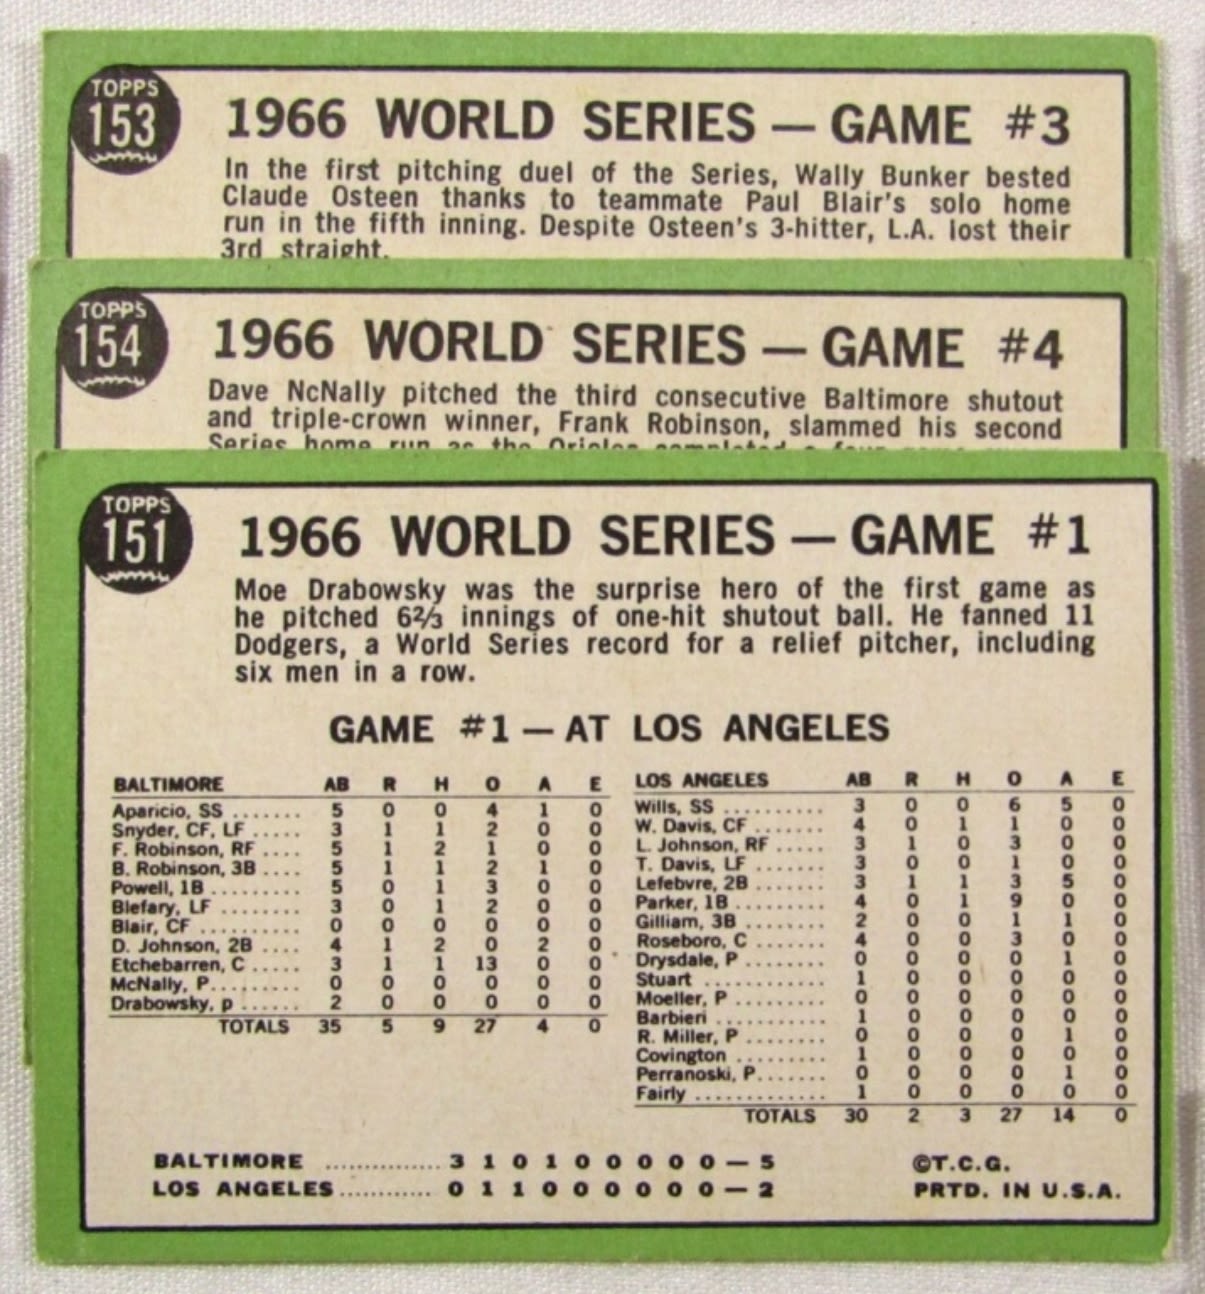 TOPPS
153
1966 WORLD SERIES — GAME #3
In the first pitching duel of the Series, Wally Bunker bested
Claude Osteen thanks to teammate Paul Blair's solo home
run in the fifth inning. Despite Osteen's 3-hitter, L.A. lost their
3rd straight.
TOPPS
154
1966 WORLD SERIES — GAME #4
Dave NcNally pitched the third consecutive Baltimore shutout
and triple-crown winner, Frank Robinson, slammed his second
Series home run as the Orioles completed a four
TOPPS
151
1966 WORLD SERIES — GAME #1
Moe Drabowsky was the surprise hero of the first game as
he pitched 6⅔ innings of one-hit shutout ball. He fanned 11
Dodgers, a World Series record for a relief pitcher, including
six men in a row.
GAME #1 — AT LOS ANGELES
BALTIMORE AB R H O A E
Aparicio, SS ....... 5 0 0 4 1 0
Snyder, CF, LF ..... 3 1 1 2 0 0
F. Robinson, RF .... 5 1 2 1 0 0
B. Robinson, 3B .... 5 1 1 2 1 0
Powell, 1B ......... 5 0 1 3 0 0
Blefary, LF ........ 3 0 1 2 0 0
Blair, CF .......... 0 0 0 0 0 0
D. Johnson, 2B .... 4 1 2 0 2 0
Etchebarren, C ..... 3 1 1 13 0 0
McNally, P......... 0 0 0 0 0 0
Drabowsky, p ...... 2 0 0 0 0 0
TOTALS 35 5 9 27 4 0
LOS ANGELES AB R H O A E
Wills, SS .......... 3 0 0 6 5 0
W. Davis, CF ....... 4 0 1 1 0 0
L. Johnson, RF ..... 3 1 0 3 0 0
T. Davis, LF ....... 3 0 0 1 0 0
Lefebvre, 2B ....... 3 1 1 3 5 0
Parker, 1B ......... 4 0 1 9 0 0
Gilliam, 3B ........ 2 0 0 1 1 0
Roseboro, C ....... 4 0 0 3 0 0
Drysdale, P ........ 0 0 0 0 1 0
Stuart ............ 1 0 0 0 0 0
Moeller, P ......... 0 0 0 0 0 0
Barbieri ........... 1 0 0 0 0 0
R. Miller, P ........ 0 0 0 0 1 0
Covington ......... 1 0 0 0 0 0
Perranoski, P....... 0 0 0 0 1 0
Fairly ............. 1 0 0 0 0 0
TOTALS 30 2 3 27 14 0
BALTIMORE .............. 3 1 0 1 0 0 0 0 0 — 5
LOS ANGELES............ 0 1 1 0 0 0 0 0 0 — 2
©T.C.G.
PRTD. IN U.S.A.